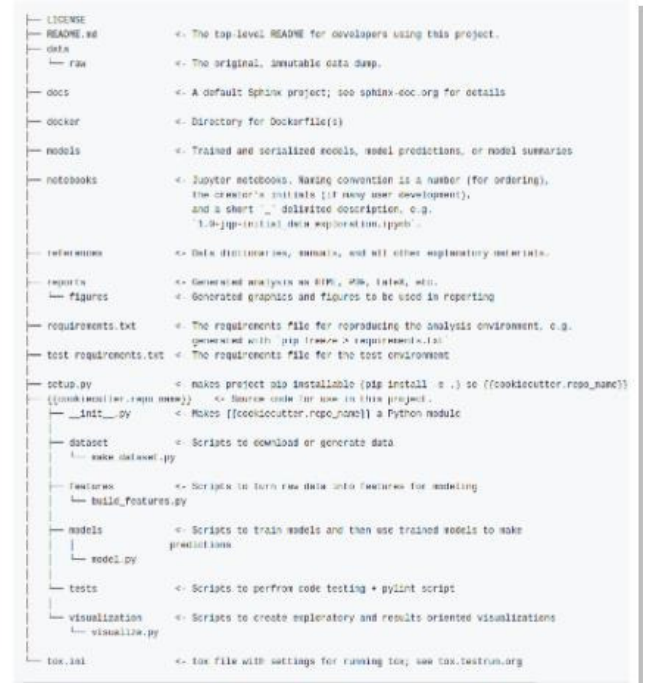 ├── LICENSE
├── README.md <- The top-level README for developers using this project.
├── data
│   └── raw <- The original, immutable data dump.
├── docs <- A default Sphinx project; see sphinx-doc.org for details
├── docker <- Directory for Dockerfile(s)
├── models <- Trained and serialized models, model predictions, or model summaries
├── notebooks <- Jupyter notebooks. Naming convention is a number (for ordering),
the creator's initials (if many user development),
and a short `_` delimited description, e.g.
`1.0-jqp-initial_data_exploration.ipynb`.
├── references <- Data dictionaries, manuals, and all other explanatory materials.
├── reports <- Generated analysis as HTML, PDF, LaTeX, etc.
│   └── figures <- Generated graphics and figures to be used in reporting
├── requirements.txt <- The requirements file for reproducing the analysis environment, e.g.
generated with `pip freeze > requirements.txt`
├── test_requirements.txt <- The requirements file for the test environment
├── setup.py <- makes project pip installable (pip install -e .) so {{cookiecutter.repo_name}}
├── {{cookiecutter.repo_name}} <- Source code for use in this project.
│   ├── __init__.py <- Makes {{cookiecutter.repo_name}} a Python module
│   ├── dataset <- Scripts to download or generate data
│   │   └── make_dataset.py
│   ├── features <- Scripts to turn raw data into features for modeling
│   │   └── build_features.py
│   ├── models <- Scripts to train models and then use trained models to make
│   │ predictions
│   │   └── model.py
│   ├── tests <- Scripts to perfrom code testing + pylint script
│   └── visualization <- Scripts to create exploratory and results oriented visualizations
│       └── visualize.py
└── tox.ini <- tox file with settings for running tox; see tox.testrun.org